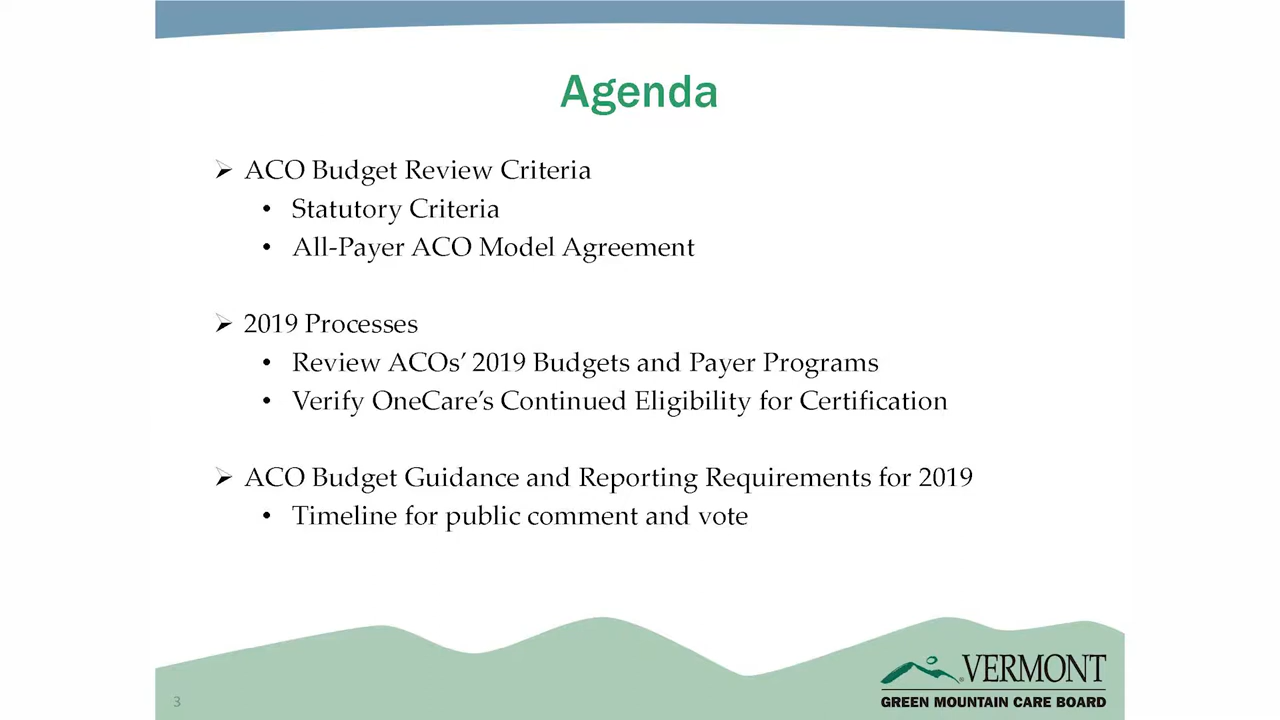 Agenda
➢ ACO Budget Review Criteria
• Statutory Criteria
• All-Payer ACO Model Agreement
➢ 2019 Processes
• Review ACOs’ 2019 Budgets and Payer Programs
• Verify OneCare’s Continued Eligibility for Certification
➢ ACO Budget Guidance and Reporting Requirements for 2019
• Timeline for public comment and vote
3
VERMONT
GREEN MOUNTAIN CARE BOARD